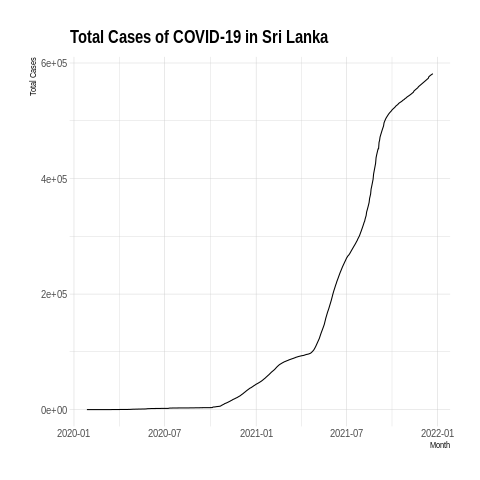 Total Cases of COVID-19 in Sri Lanka
Total Cases
6e+05
4e+05
2e+05
0e+00
2020-01 2020-07 2021-01 2021-07 2022-01
Month